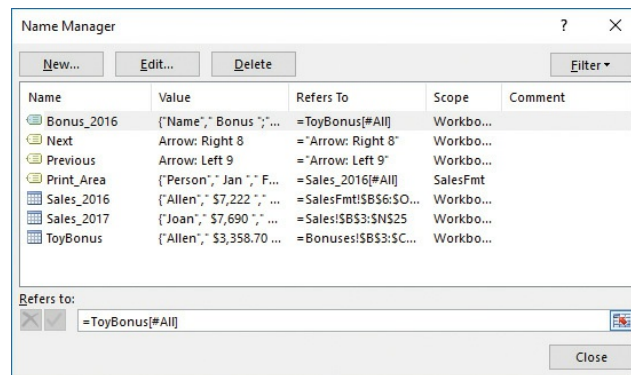 Name Manager ? X
New... Edit... Delete Filter
Name Value Refers To Scope Comment
Bonus_2016 {"Name"," Bonus ";"... =ToyBonus[#All] Workbo...
Next Arrow: Right 8 ="Arrow: Right 8" Workbo...
Previous Arrow: Left 9 ="Arrow: Left 9" Workbo...
Print_Area {"Person"," Jan "," F... =Sales_2016[#All] SalesFmt
Sales_2016 {"Allen"," $7,222 "," ... =SalesFmt!$B$6:$O... Workbo...
Sales_2017 {"Joan"," $7,690 "," ... =Sales!$B$3:$N$25 Workbo...
ToyBonus {"Allen"," $3,358.70 ... =Bonuses!$B$3:$C... Workbo...
Refers to:
=ToyBonus[#All]
Close